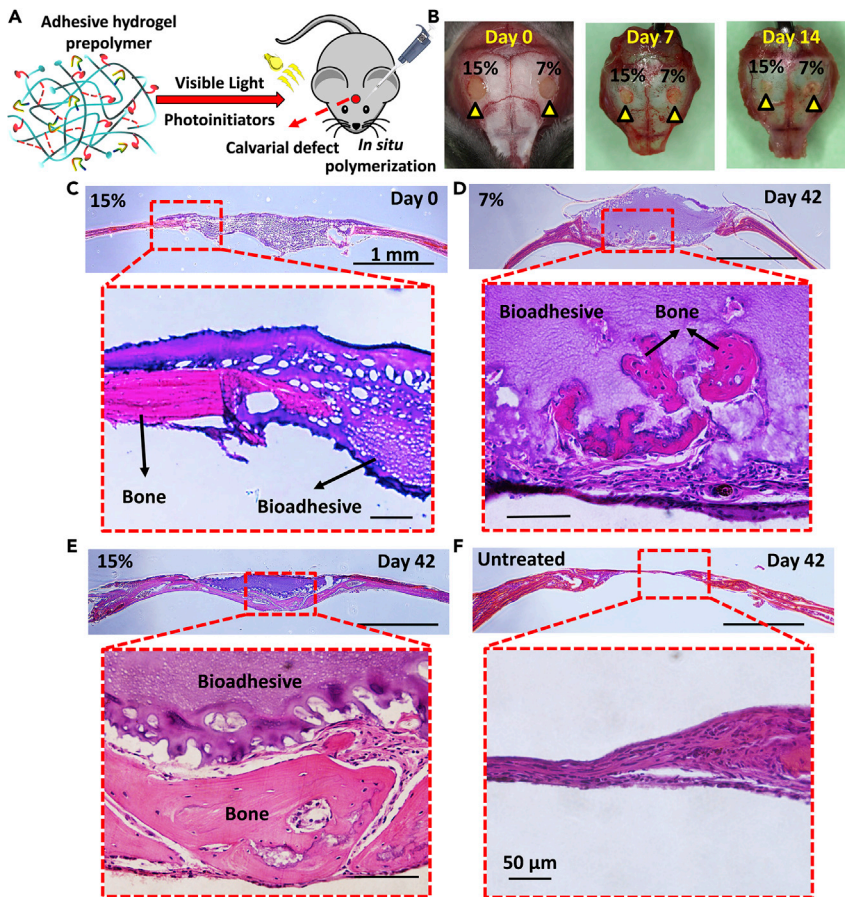 A
Adhesive hydrogel
prepolymer
Visible Light
Photoinitiators
Calvarial defect
In situ
polymerization
B
Day 0
15%
7%
Day 7
15%
7%
Day 14
15%
7%
C
15%
Day 0
1 mm
Bone
Bioadhesive
D
7%
Day 42
Bioadhesive
Bone
E
15%
Day 42
Bioadhesive
Bone
F
Untreated
Day 42
50 µm